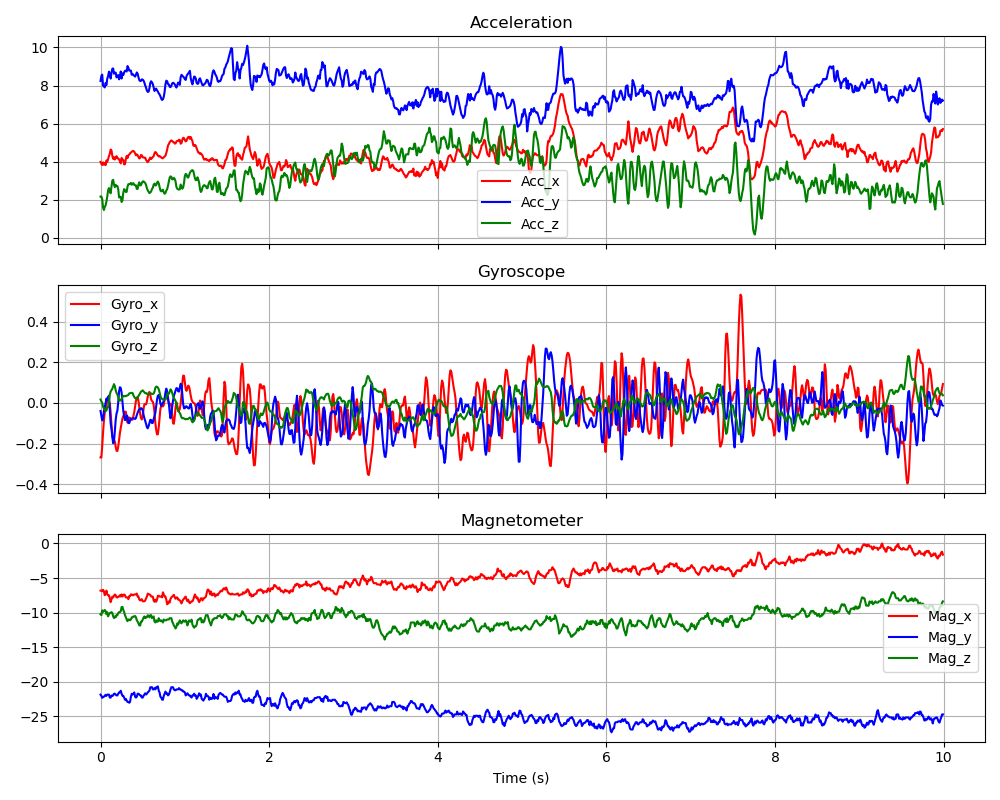 Acceleration
10
8
6
4
2
0
Acc_x
Acc_y
Acc_z
Gyroscope
0.4
0.2
0.0
−0.2
−0.4
Gyro_x
Gyro_y
Gyro_z
Magnetometer
0
−5
−10
−15
−20
−25
Mag_x
Mag_y
Mag_z
0 2 4 6 8 10
Time (s)